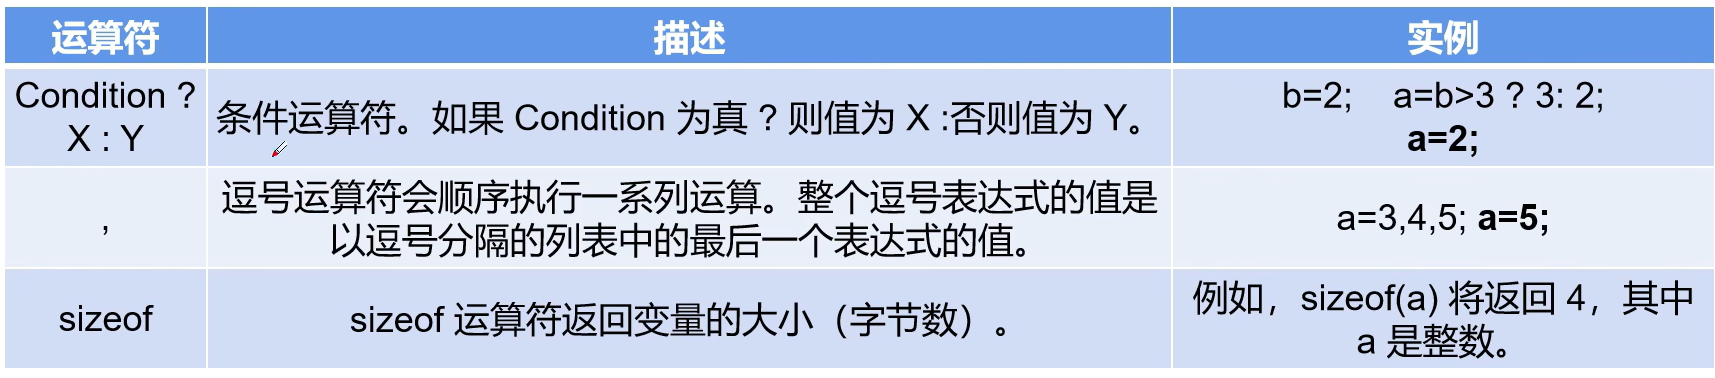 运算符 描述 实例
Condition ?
X : Y
条件运算符。如果 Condition 为真 ? 则值为 X :否则值为 Y。
b=2; a=b>3 ? 3: 2;
a=2;
,
逗号运算符会顺序执行一系列运算。整个逗号表达式的值是
以逗号分隔的列表中的最后一个表达式的值。
a=3,4,5; a=5;
sizeof
sizeof 运算符返回变量的大小（字节数）。
例如，sizeof(a) 将返回 4，其中
a 是整数。